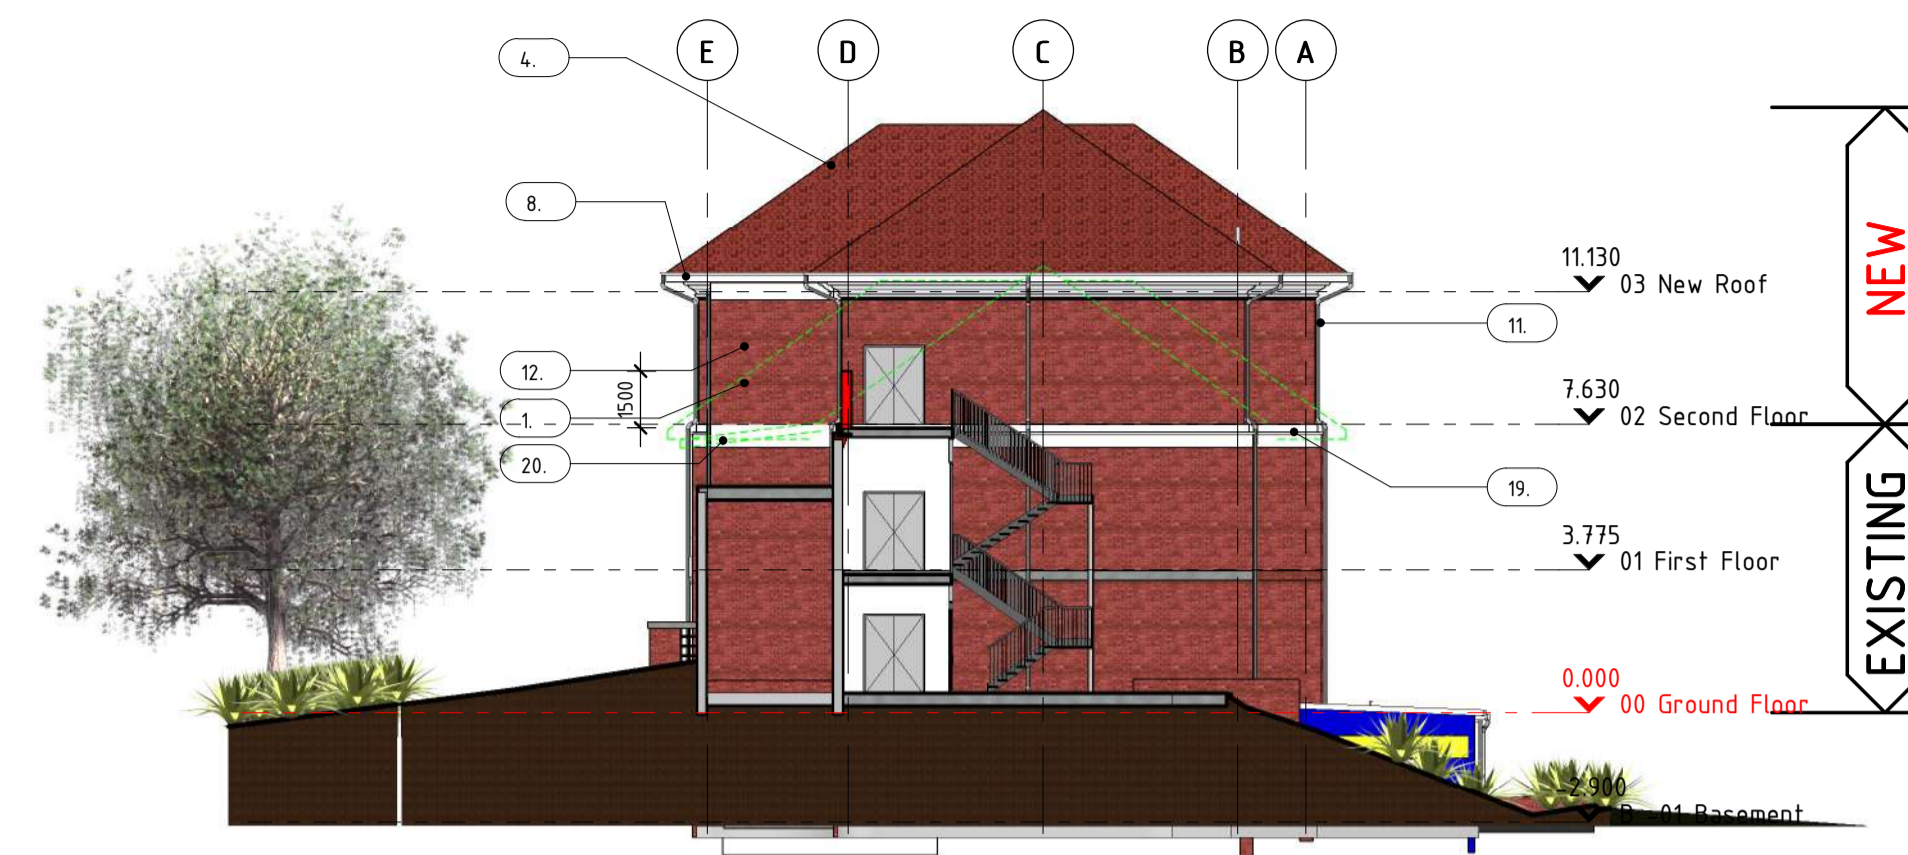 E D C B A
4.
8.
11.130
03 New Roof
NEW
11.
12.
1500
1.
7.630
02 Second Floor
20.
19.
EXISTING
3.775
01 First Floor
0.000
00 Ground Floor
-2.900
B -01 Basement